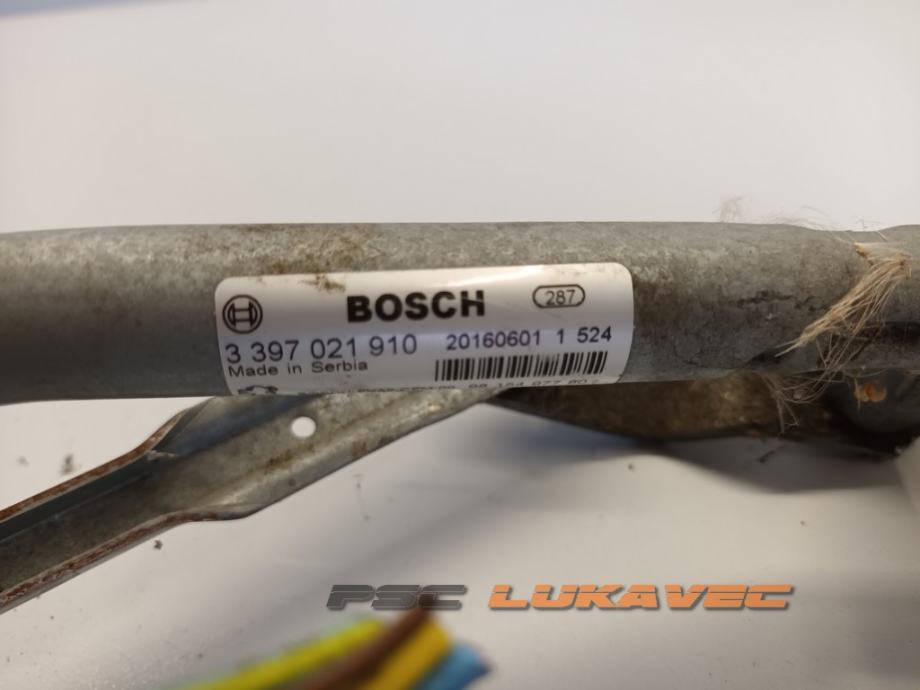 BOSCH 287
3 397 021 910 20160601 1 524
Made in Serbia
PSC LUKAVEC